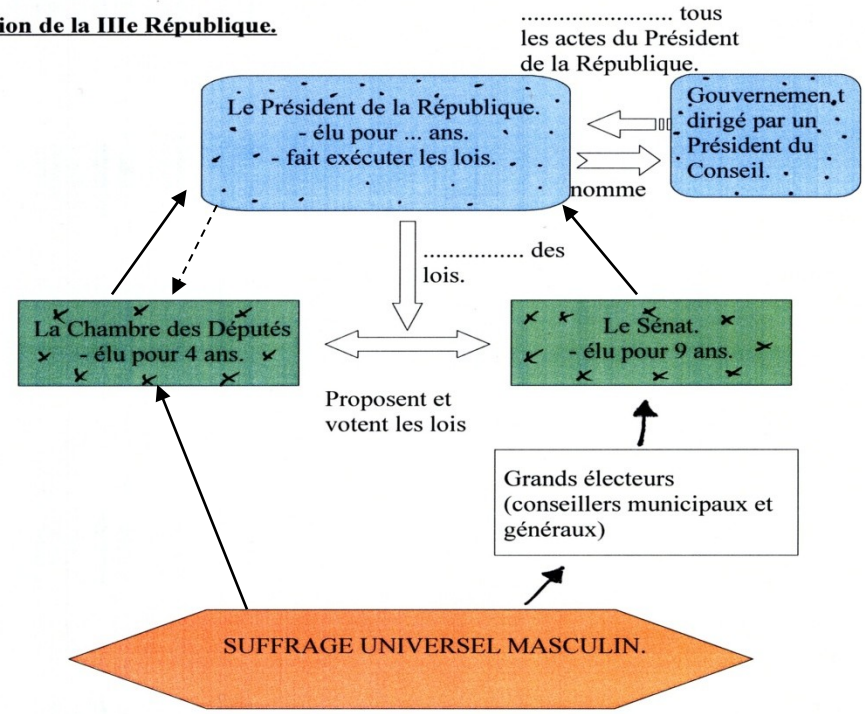 ion de la IIIe République.
........................ tous
les actes du Président
de la République.
Le Président de la République.
- élu pour ... ans.
- fait exécuter les lois.
Gouvernement
dirigé par un
Président du
Conseil.
nomme
................ des
lois.
La Chambre des Députés
- élu pour 4 ans.
Le Sénat.
- élu pour 9 ans.
Proposent et
votent les lois
Grands électeurs
(conseillers municipaux et
généraux)
SUFFRAGE UNIVERSEL MASCULIN.